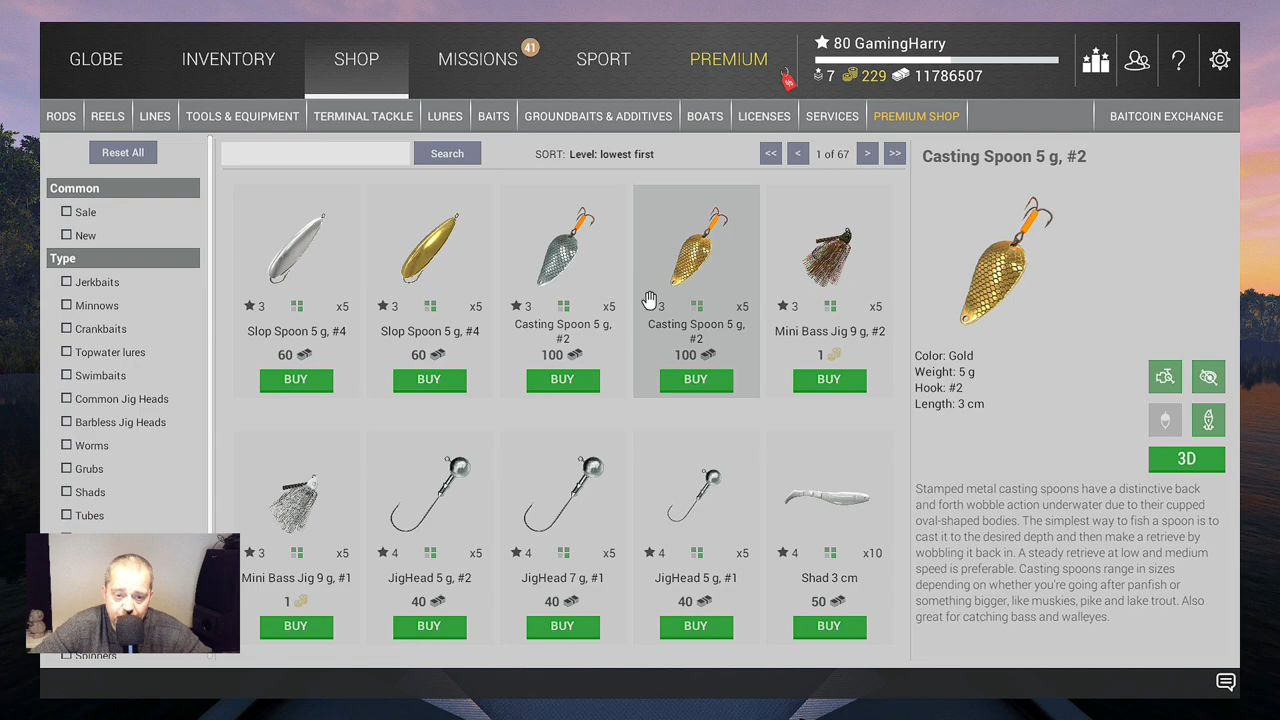 GLOBE INVENTORY SHOP MISSIONS 41 SPORT PREMIUM %
80 GamingHarry
7 229 11786507
?
RODS REELS LINES TOOLS & EQUIPMENT TERMINAL TACKLE LURES BAITS GROUNDBAITS & ADDITIVES BOATS LICENSES SERVICES PREMIUM SHOP BAITCOIN EXCHANGE
Reset All
Common
Sale
New
Type
Jerkbaits
Minnows
Crankbaits
Topwater lures
Swimbaits
Common Jig Heads
Barbless Jig Heads
Worms
Grubs
Shads
Tubes
Spinners
Search SORT: Level: lowest first << < 1 of 67 > >>
3 x5 3 x5 3 x5 3 x5 3 x5
Slop Spoon 5 g, #4
60
BUY
Slop Spoon 5 g, #4
60
BUY
Casting Spoon 5 g,
#2
100
BUY
Casting Spoon 5 g,
#2
100
BUY
Mini Bass Jig 9 g, #2
1
BUY
3 x5 4 x5 4 x5 4 x5 4 x10
Mini Bass Jig 9 g, #1
1
BUY
JigHead 5 g, #2
40
BUY
JigHead 7 g, #1
40
BUY
JigHead 5 g, #1
40
BUY
Shad 3 cm
50
BUY
Casting Spoon 5 g, #2
Color: Gold
Weight: 5 g
Hook: #2
Length: 3 cm
3D
Stamped metal casting spoons have a distinctive back
and forth wobble action underwater due to their cupped
oval-shaped bodies. The simplest way to fish a spoon is to
cast it to the desired depth and then make a retrieve by
wobbling it back in. A steady retrieve at low and medium
speed is preferable. Casting spoons range in sizes
depending on whether you're going after panfish or
something bigger, like muskies, pike and lake trout. Also
great for catching bass and walleyes.